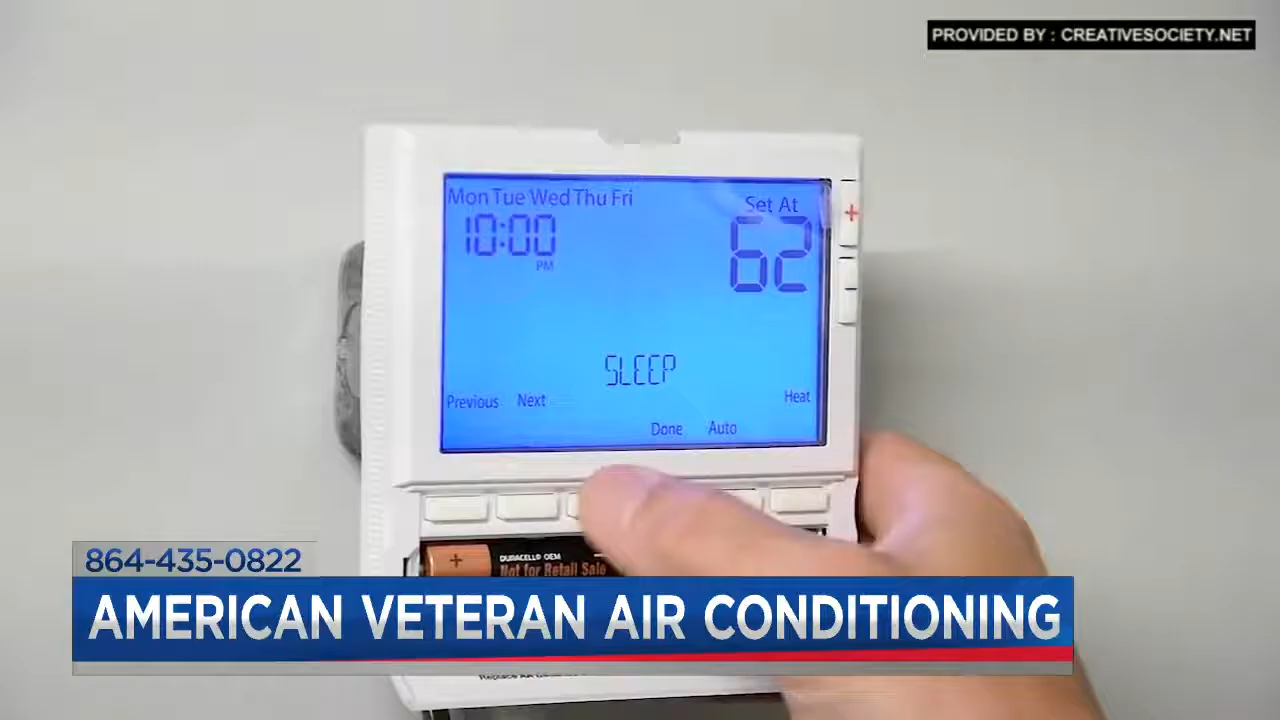 PROVIDED BY : CREATIVESOCIETY.NET
Mon Tue Wed Thu Fri
Set At
10:00
PM
62
SLEEP
Previous Next
Heat
Done Auto
+
+
DURACELL® OEM
Not for Retail Sale
864-435-0822
AMERICAN VETERAN AIR CONDITIONING